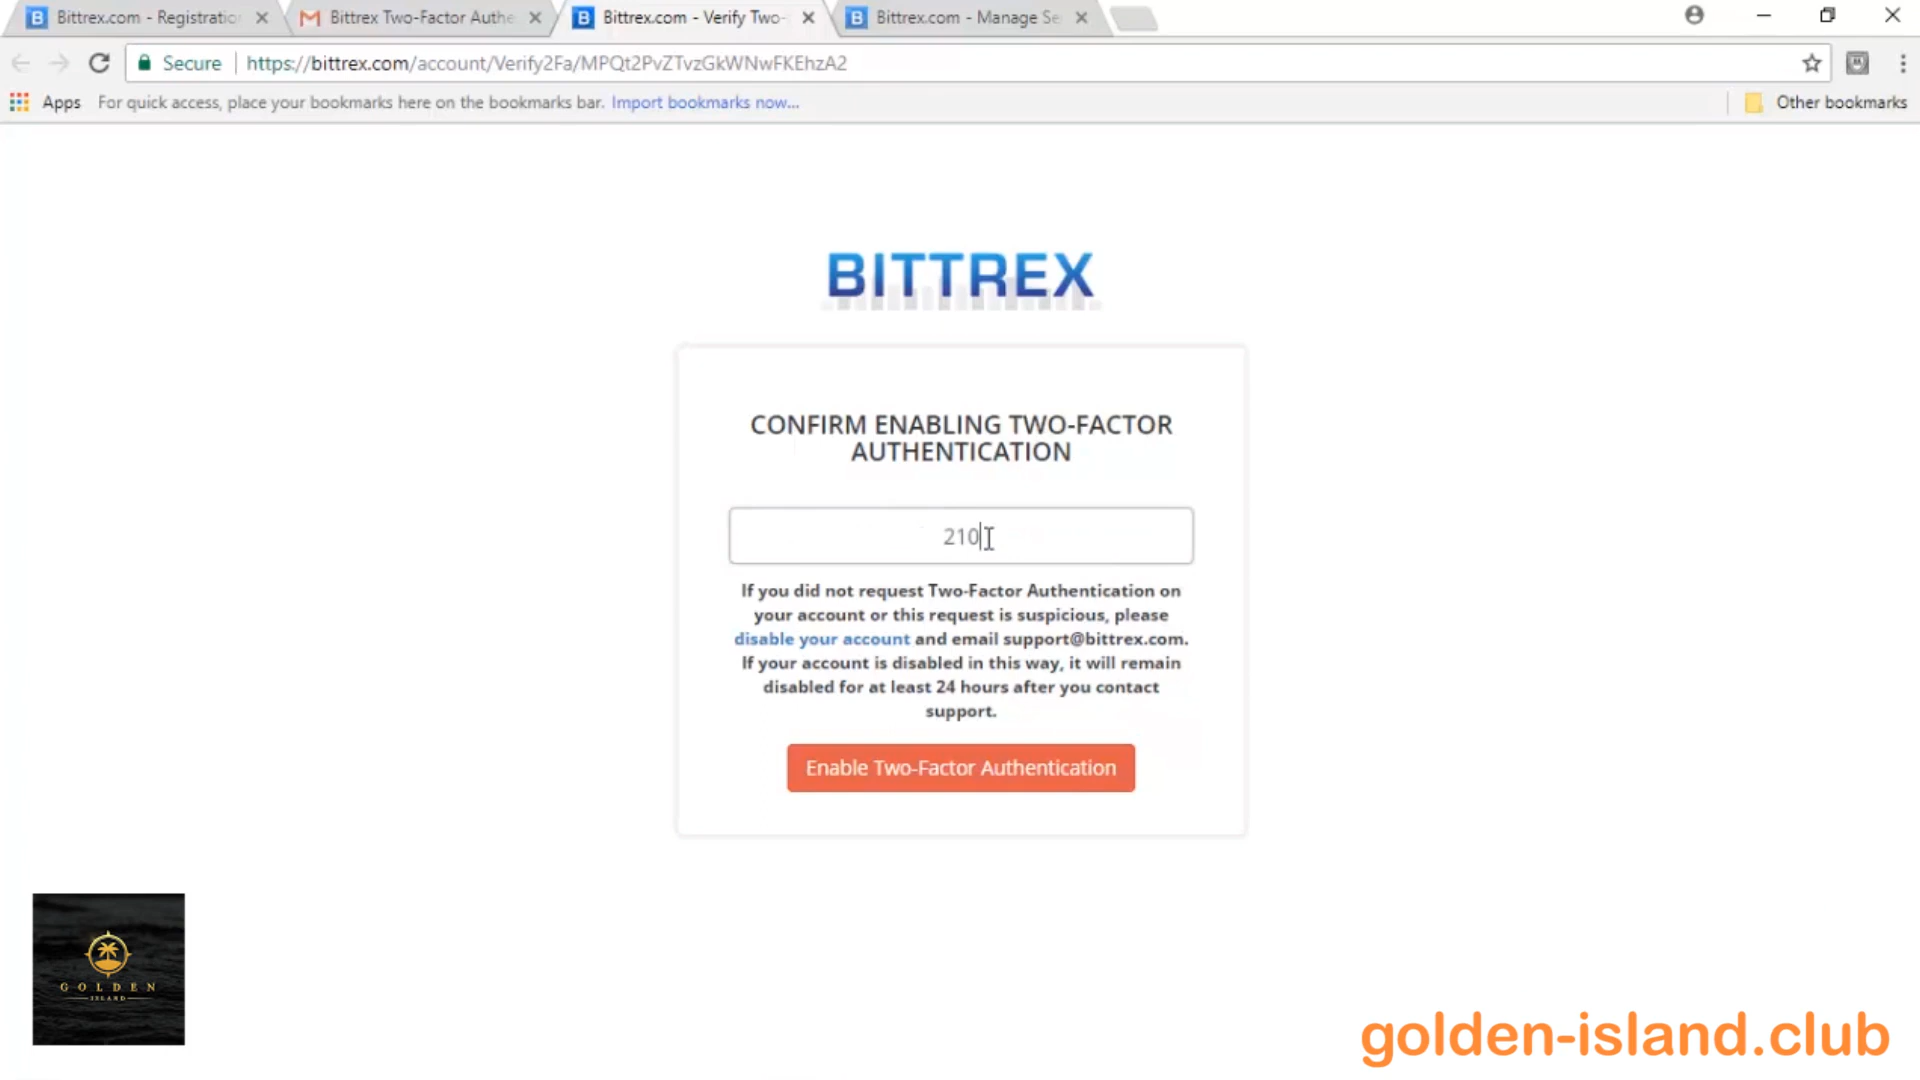 Bittrex.com - Registratio
Bittrex Two-Factor Authe
Bittrex.com - Verify Two-
Bittrex.com - Manage Se
Secure
https://bittrex.com/account/Verify2Fa/MPQt2PvZTvzGkWNwFKEhzA2
Apps
For quick access, place your bookmarks here on the bookmarks bar. Import bookmarks now...
Other bookmarks
BITTREX
CONFIRM ENABLING TWO-FACTOR
AUTHENTICATION
210
If you did not request Two-Factor Authentication on
your account or this request is suspicious, please
disable your account and email support@bittrex.com.
If your account is disabled in this way, it will remain
disabled for at least 24 hours after you contact
support.
Enable Two-Factor Authentication
GOLDEN
ISLAND
golden-island.club